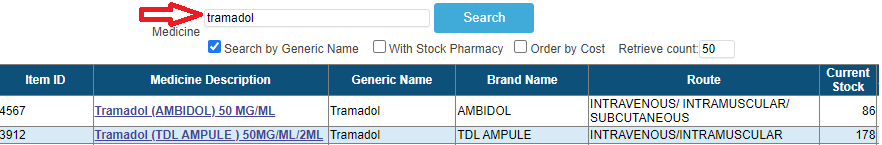 tramadol
Search
Medicine
Search by Generic Name With Stock Pharmacy Order by Cost Retrieve count: 50
Item ID Medicine Description Generic Name Brand Name Route Current Stock
4567 Tramadol (AMBIDOL) 50 MG/ML Tramadol AMBIDOL INTRAVENOUS/ INTRAMUSCULAR/ SUBCUTANEOUS 86
3912 Tramadol (TDL AMPULE ) 50MG/ML/2ML Tramadol TDL AMPULE INTRAVENOUS/INTRAMUSCULAR 178